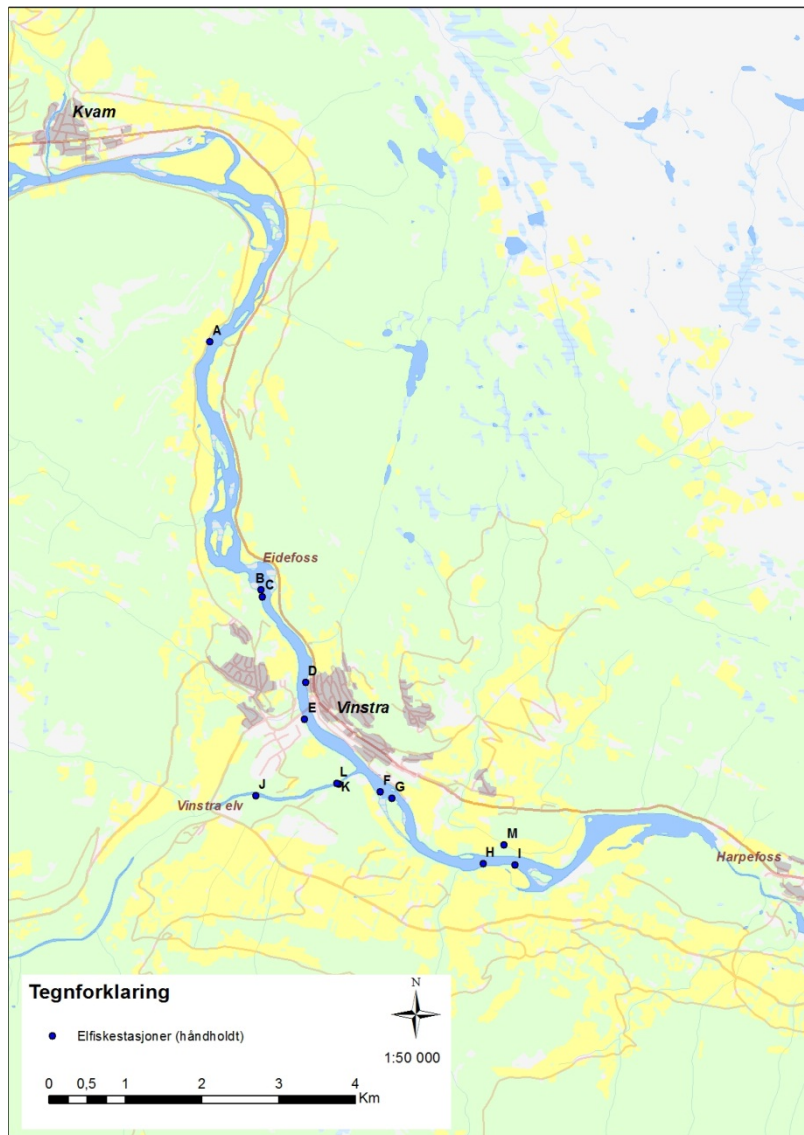 Kvam
A
Eidefoss
B
C
D
Vinstra
E
L
J
K
F
G
Vinstra elv
M
H
I
Harpefoss
Tegnforklaring
N
Elfiskestasjoner (håndholdt)
1:50 000
0 0,5 1 2 3 4
Km